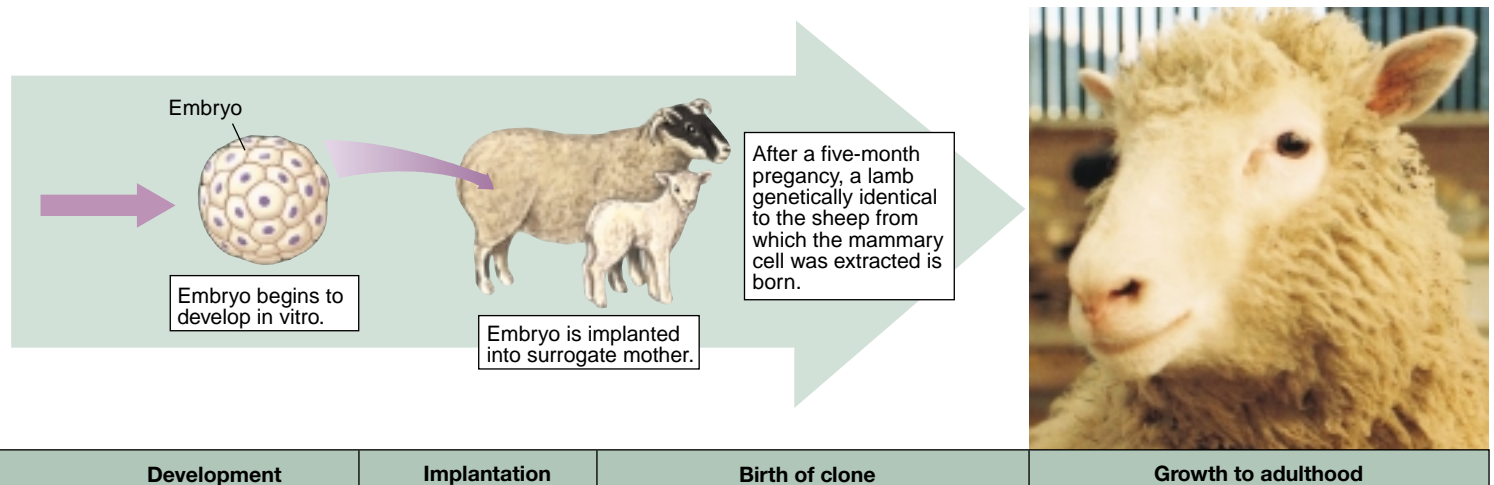 Embryo
Embryo begins to
develop in vitro.
Embryo is implanted
into surrogate mother.
After a five-month
pregancy, a lamb
genetically identical
to the sheep from
which the mammary
cell was extracted is
born.
Development
Implantation
Birth of clone
Growth to adulthood